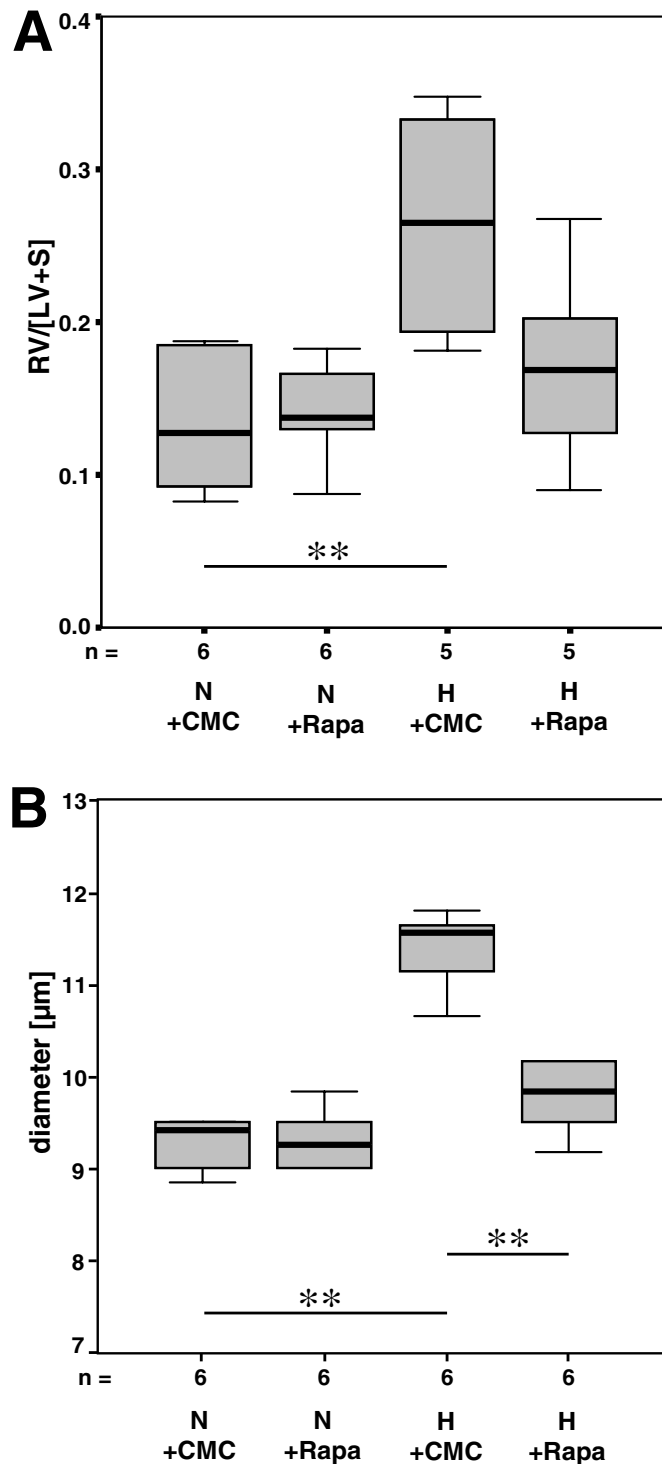 A
0.4
0.3
0.2
0.1
0.0
RV/[LV+S]
**
n = 6 6 5 5
N N H H
+CMC +Rapa +CMC +Rapa
B
13
12
11
10
9
8
7
diameter [µm]
**
**
n = 6 6 6 6
N N H H
+CMC +Rapa +CMC +Rapa